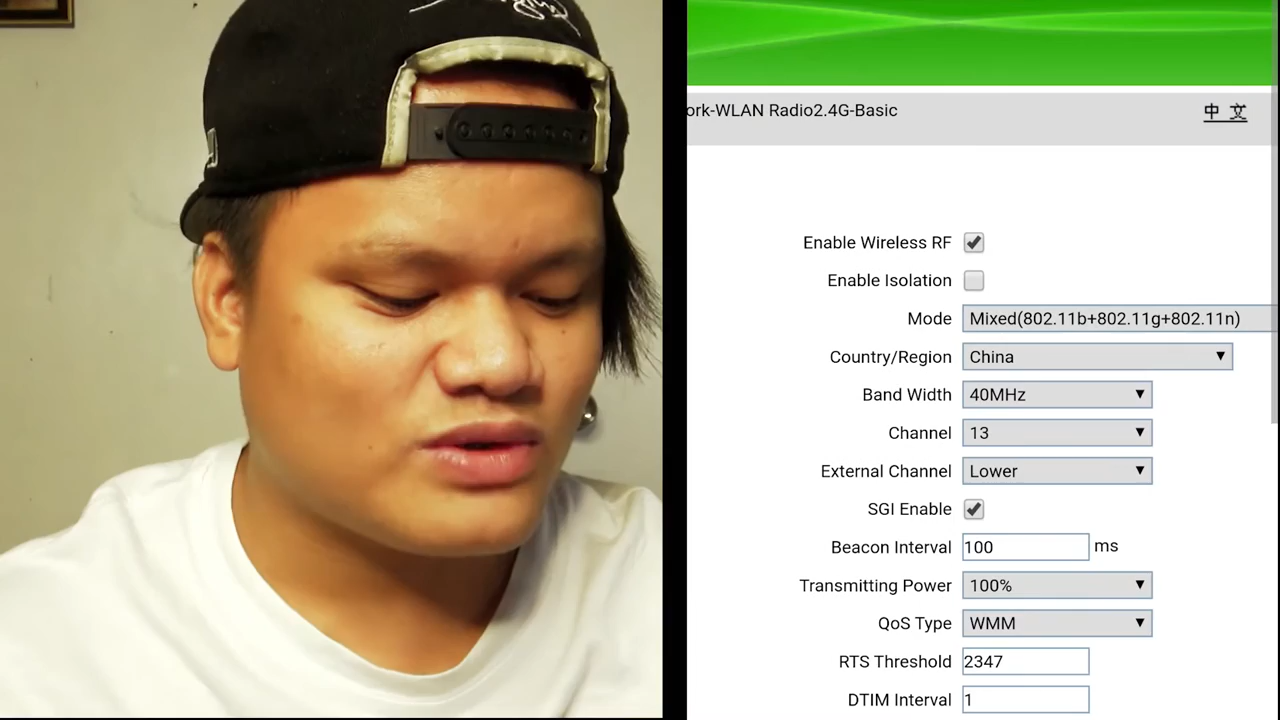 ork-WLAN Radio2.4G-Basic
中 文
Enable Wireless RF
Enable Isolation
Mode Mixed(802.11b+802.11g+802.11n)
Country/Region China
Band Width 40MHz
Channel 13
External Channel Lower
SGI Enable
Beacon Interval 100 ms
Transmitting Power 100%
QoS Type WMM
RTS Threshold 2347
DTIM Interval 1